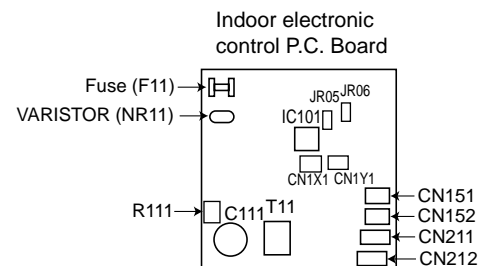 Indoor electronic
control P.C. Board
Fuse (F11)
VARISTOR (NR11)
JR05 JR06
IC101
CN1X1 CN1Y1
R111
C111 T11
CN151
CN152
CN211
CN212